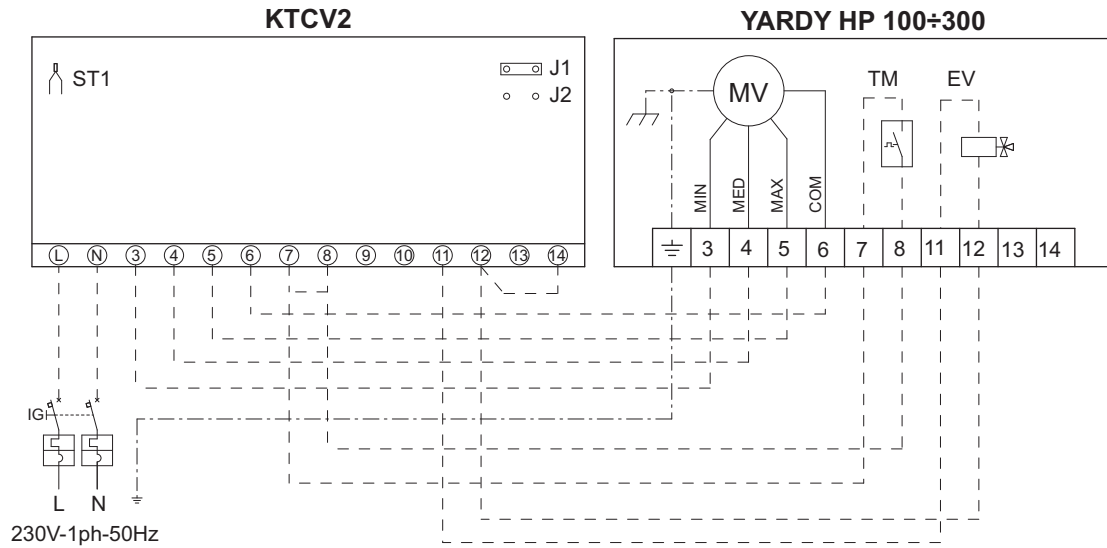 KTCV2
YARDY HP 100÷300
ST1
J1
J2
MV
TM
EV
MIN
MED
MAX
COM
L N 3 4 5 6 7 8 9 10 11 12 13 14
3 4 5 6 7 8 11 12 13 14
IG
L N
230V-1ph-50Hz